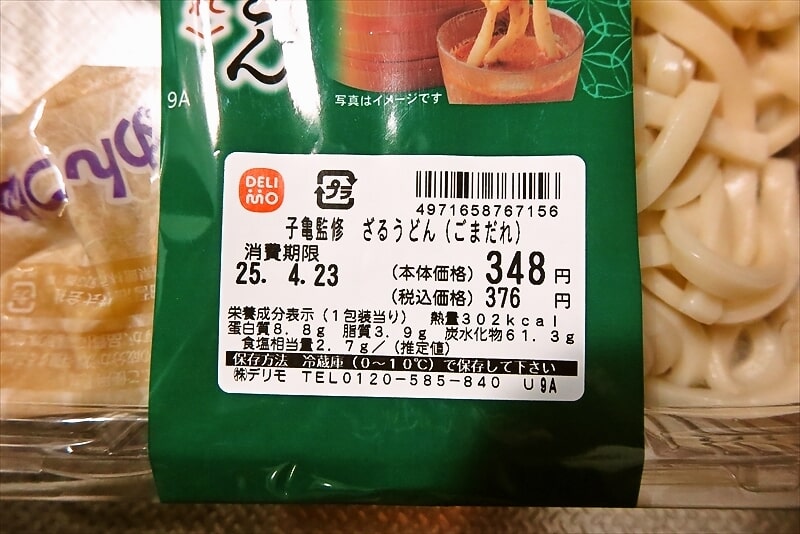 どん
れ）
9A
写真はイメージです
DELI
MO
プラ
4971658767156
子亀監修 ざるうどん（ごまだれ）
消費期限
25. 4.23
（本体価格）348円
（税込価格）376 円
栄養成分表示（1包装当り） 熱量302kcal
蛋白質8.8g 脂質3.9g 炭水化物61.3g
食塩相当量2.7g／（推定値）
保存方法 冷蔵庫（0～10℃）で保存して下さい
㈱デリモ TEL0120-585-840 U9A